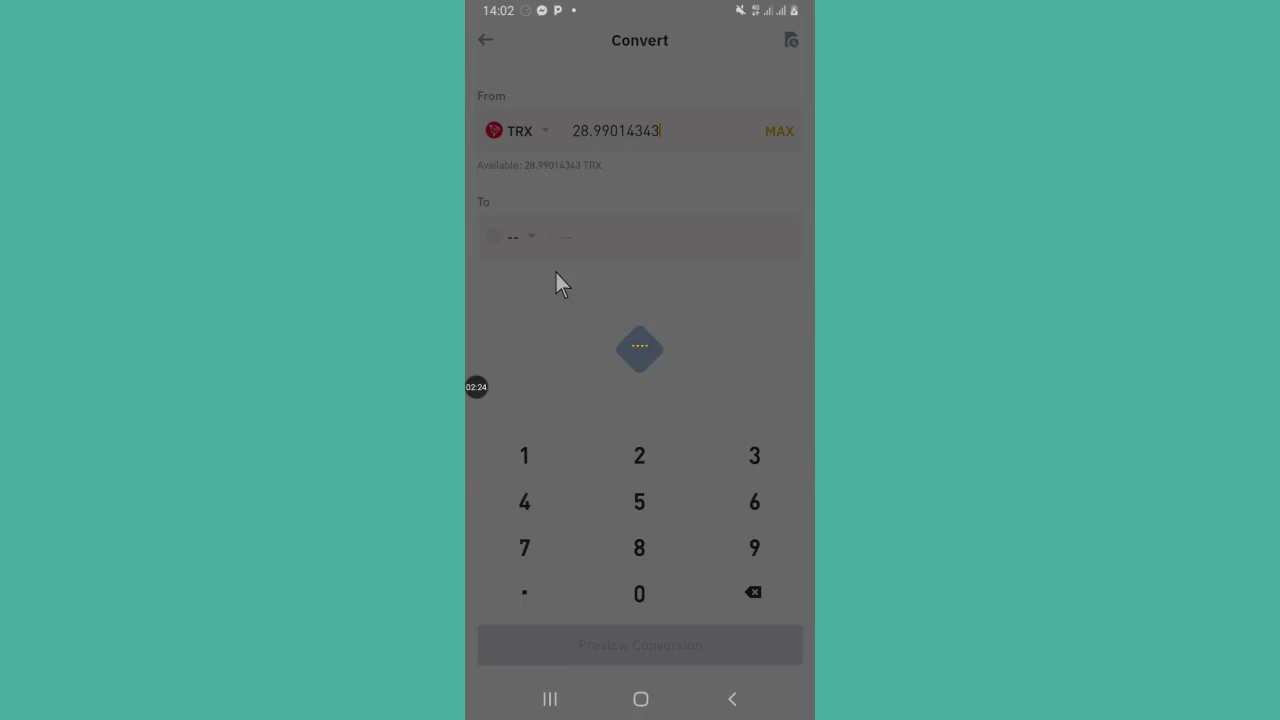 14:02
Convert
From
TRX 28.99014343 MAX
Available: 28.99014343 TRX
To
-- --
02:24
1 2 3
4 5 6
7 8 9
. 0
Preview Conversion